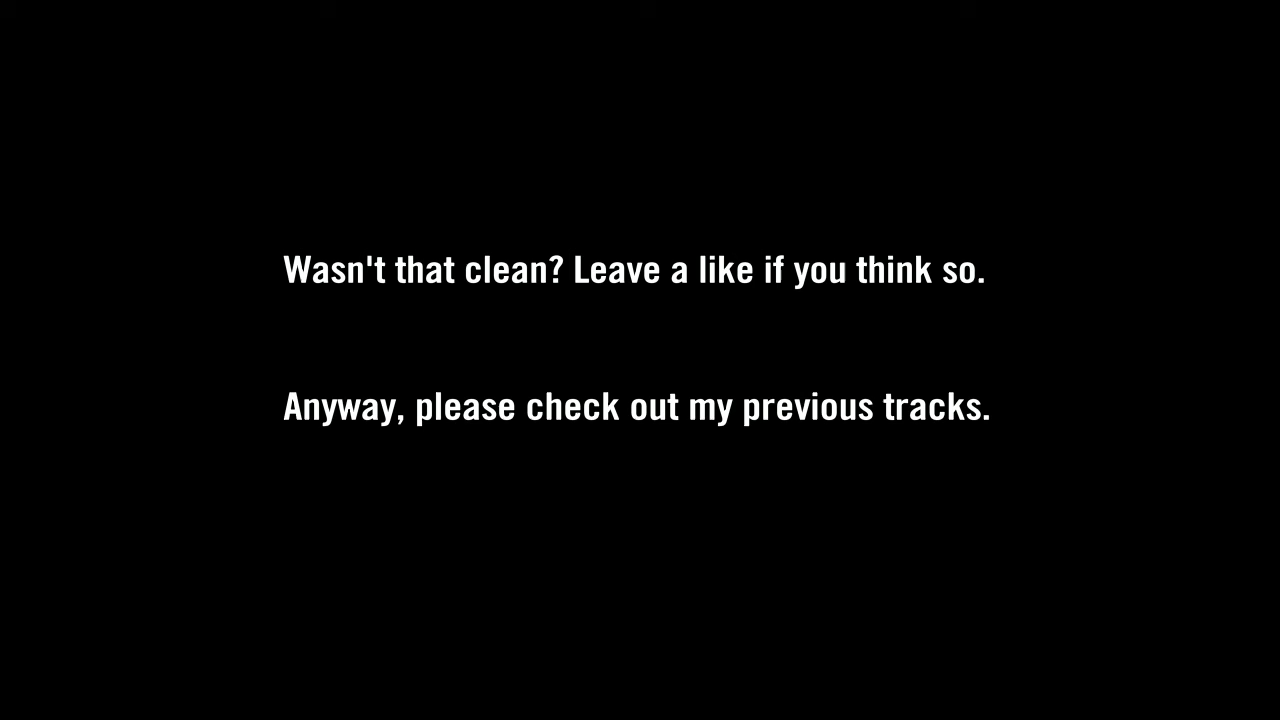 Wasn't that clean? Leave a like if you think so.
Anyway, please check out my previous tracks.